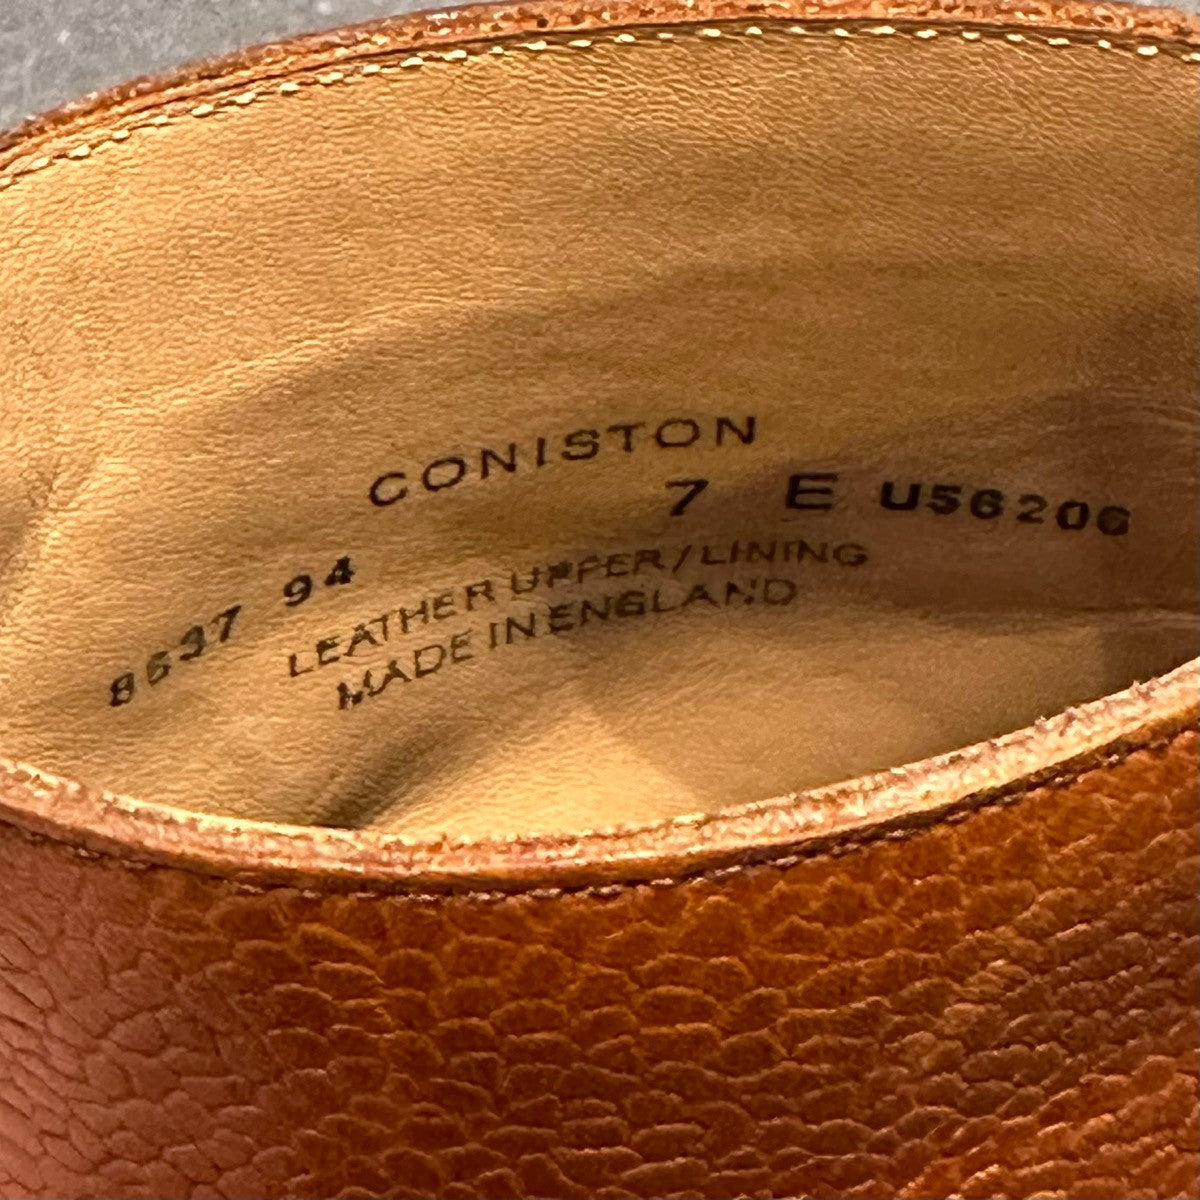 CONISTON
7 E U56206
8637 94
LEATHER UPPER/LINING
MADE IN ENGLAND